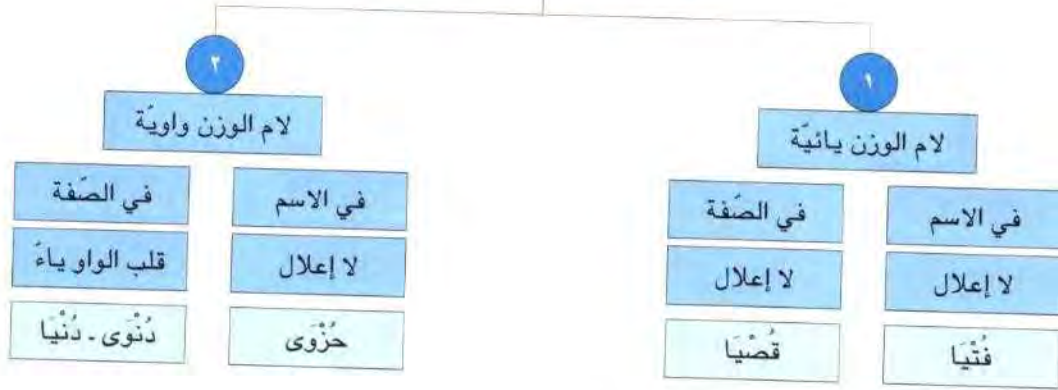 ١
لام الوزن يائيّة
في الاسم
في الصّفة
لا إعلال
لا إعلال
فُتْيَا
قُصْيَا
٢
لام الوزن واويّة
في الاسم
في الصّفة
لا إعلال
قلب الواو ياءً
حُزْوَى
دُنْوَى - دُنْيَا